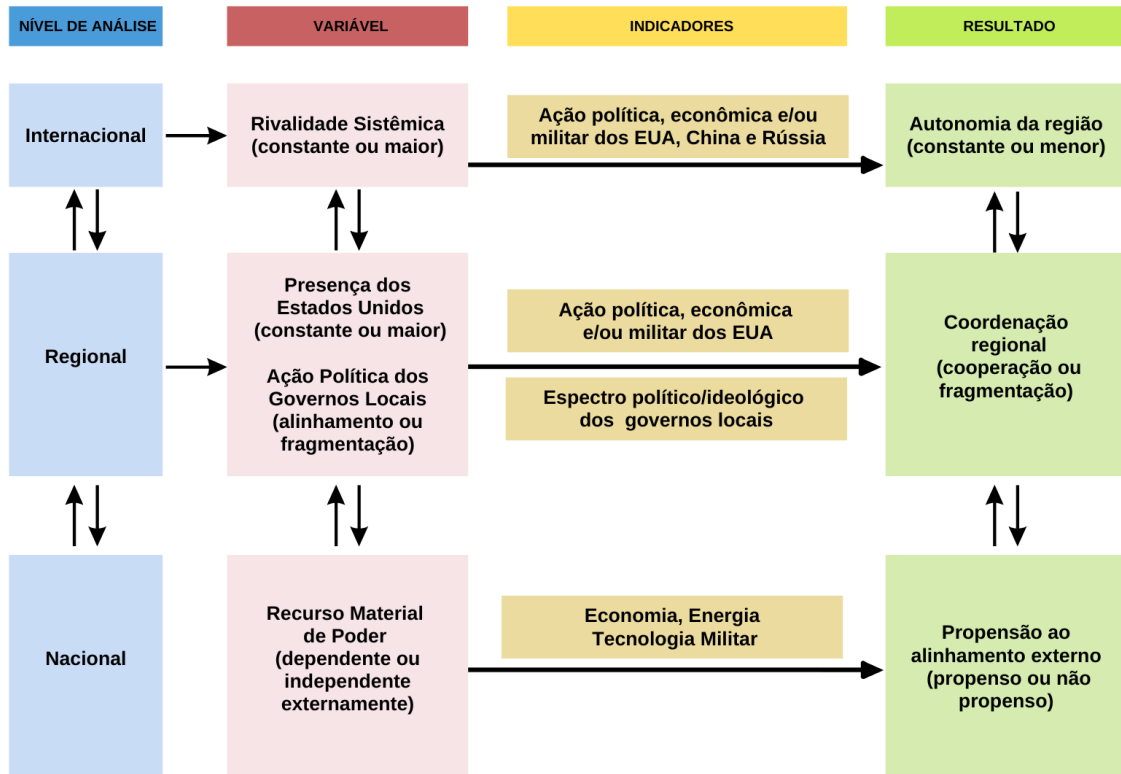 NÍVEL DE ANÁLISE
VARIÁVEL
INDICADORES
RESULTADO
Internacional
Rivalidade Sistêmica
(constante ou maior)
Ação política, econômica e/ou
militar dos EUA, China e Rússia
Autonomia da região
(constante ou menor)
Regional
Presença dos
Estados Unidos
(constante ou maior)
Ação Política dos
Governos Locais
(alinhamento ou
fragmentação)
Ação política, econômica
e/ou militar dos EUA
Espectro político/ideológico
dos governos locais
Coordenação
regional
(cooperação ou
fragmentação)
Nacional
Recurso Material
de Poder
(dependente ou
independente
externamente)
Economia, Energia
Tecnologia Militar
Propensão ao
alinhamento externo
(propenso ou não
propenso)